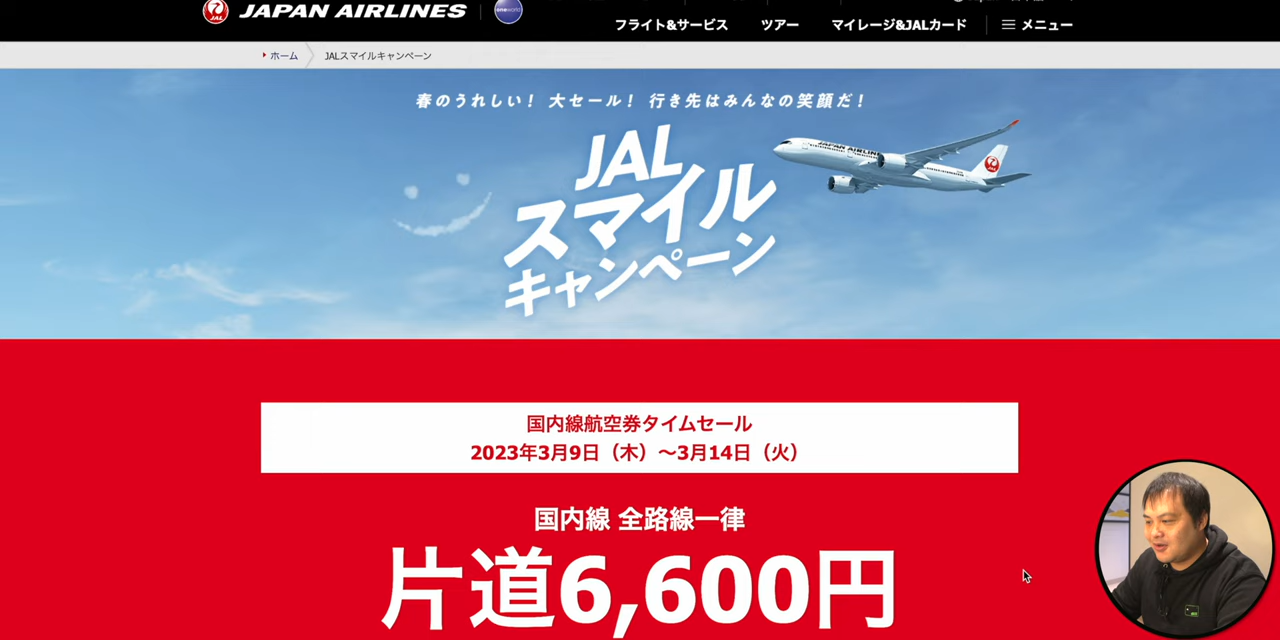 JAPAN AIRLINES
oneworld
フライト&サービス ツアー マイレージ&JALカード メニュー
ホーム JALスマイルキャンペーン
春のうれしい! 大セール! 行き先はみんなの笑顔だ!
JAL
スマイル
キャンペーン
JAPAN AIRLINES
国内線航空券タイムセール
2023年3月9日(木)〜3月14日(火)
国内線 全路線一律
片道6,600円